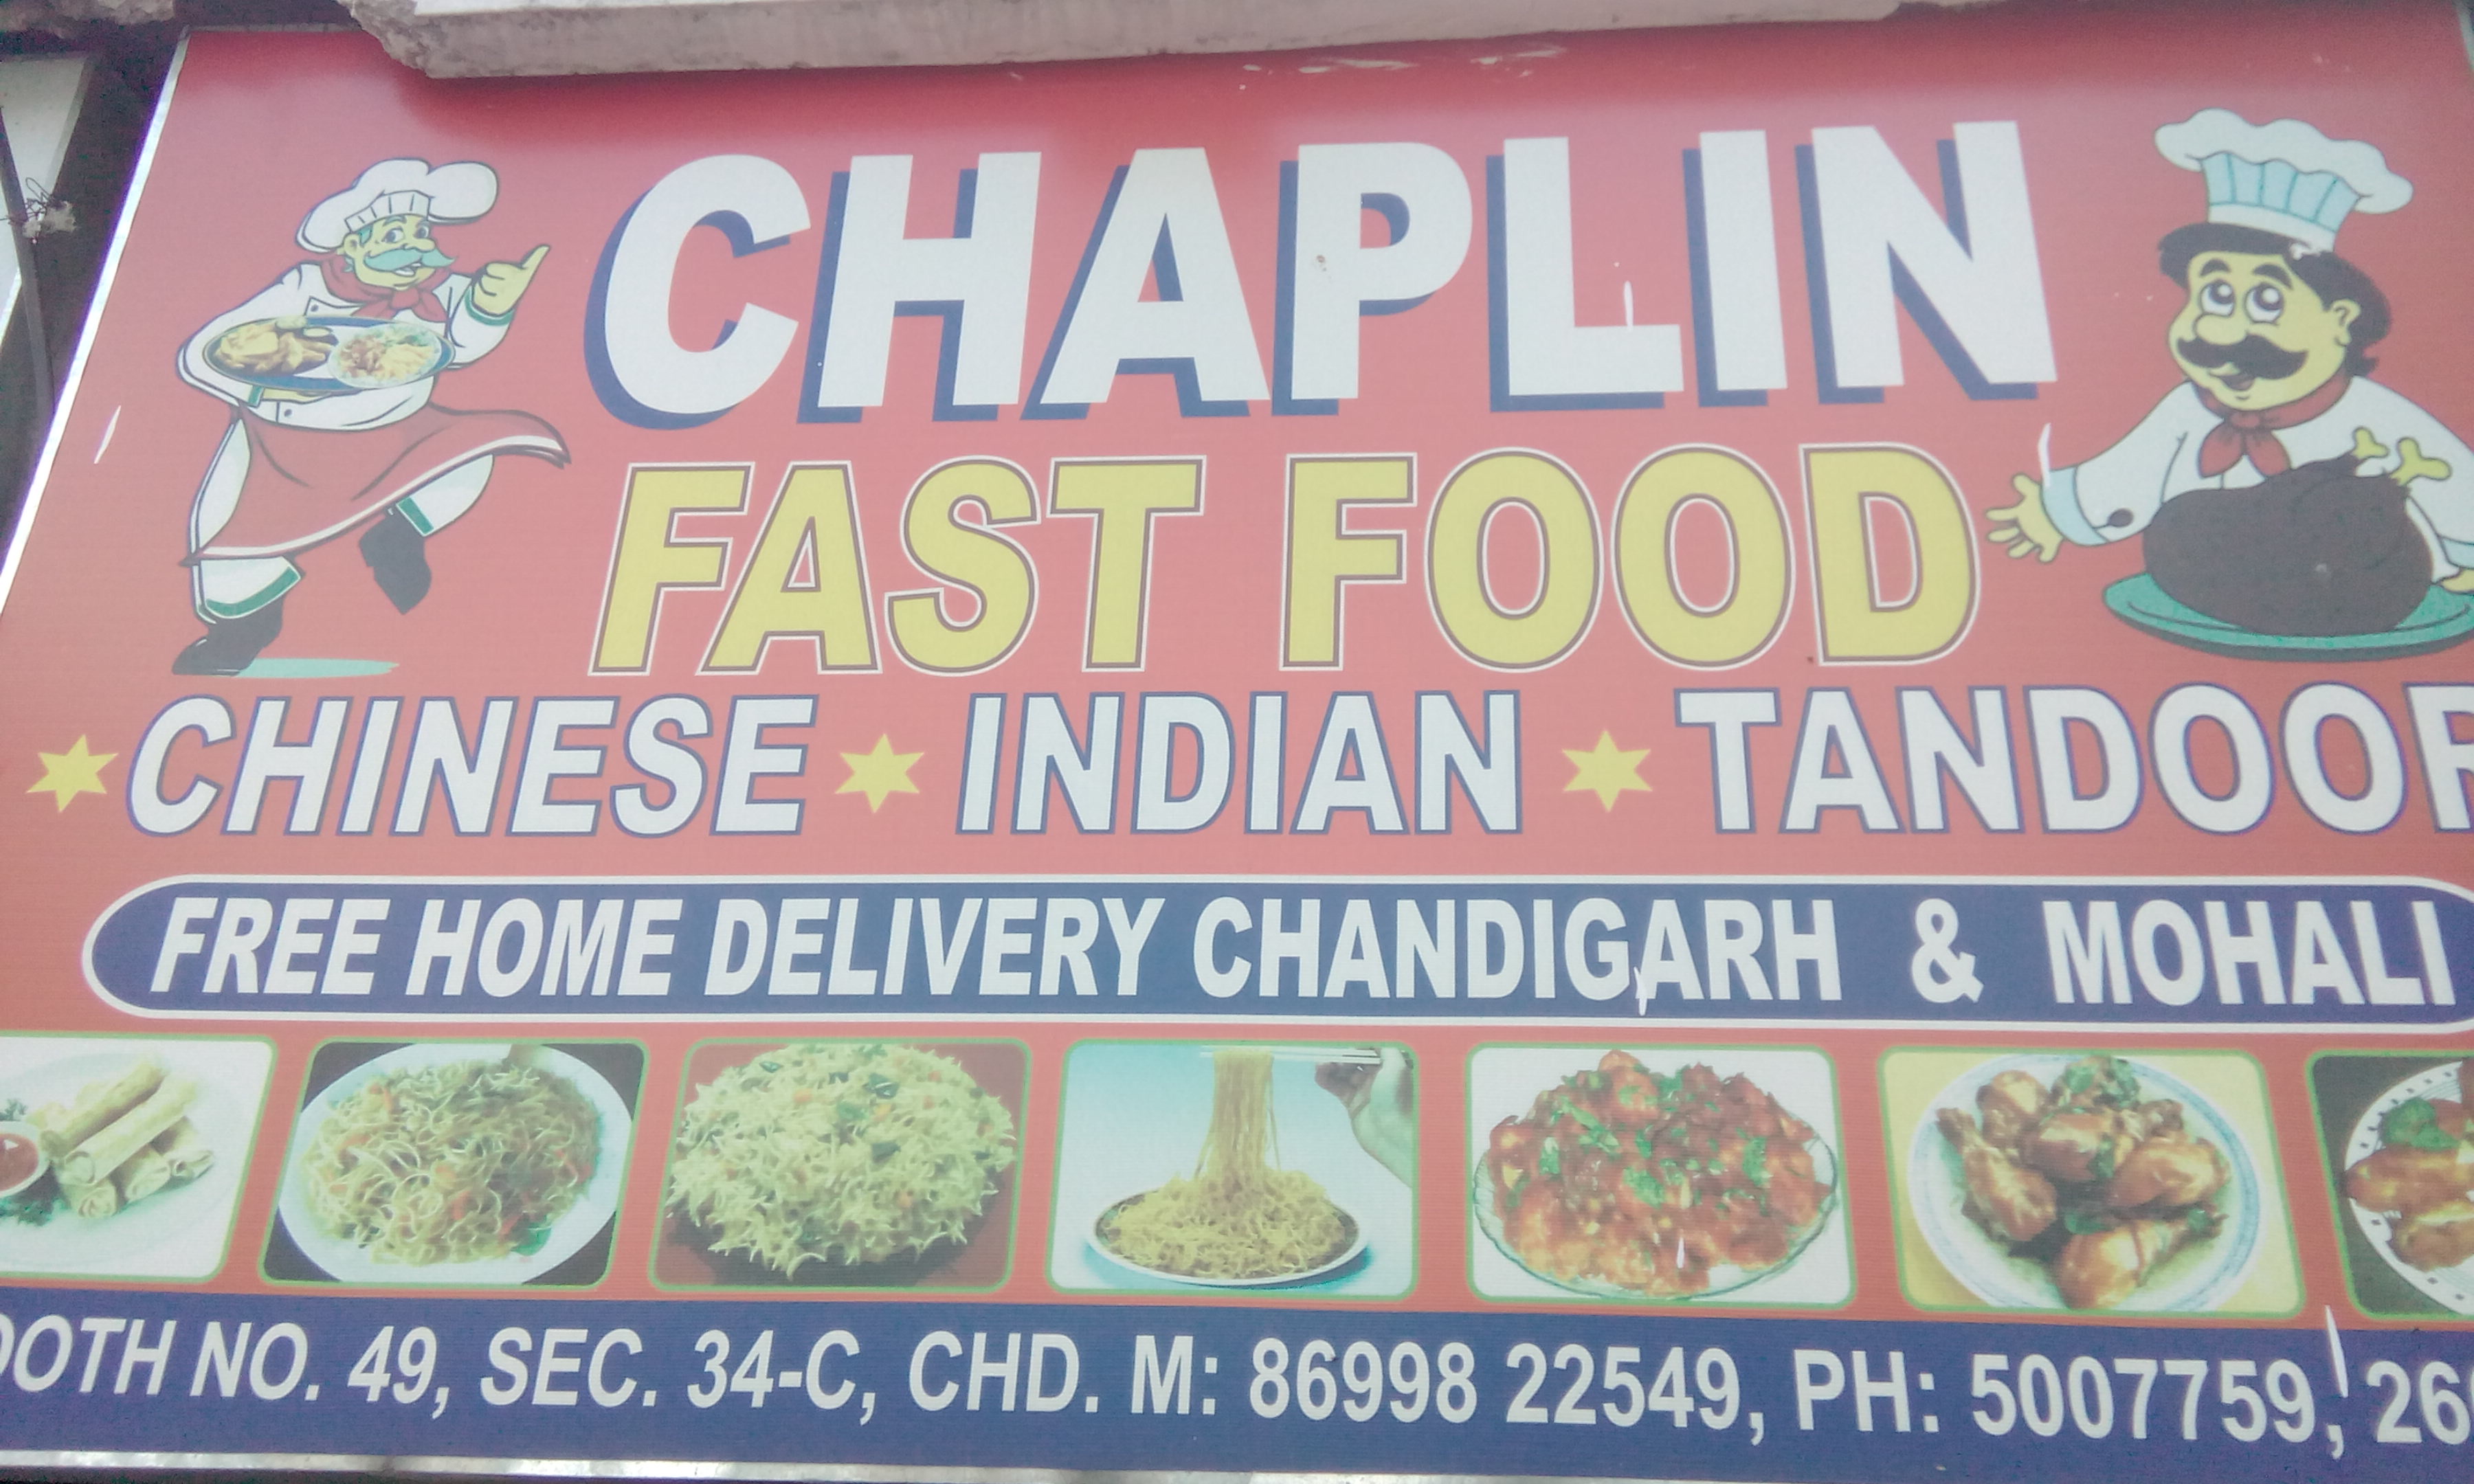 CHAPLIN
FAST FOOD
CHINESE INDIAN
FREE HOME DELIVERY CHANDIGARH & MOHALI
NO. 49, SEC. 34-C, CHD. M: 86998 22549, PH: 5007759,